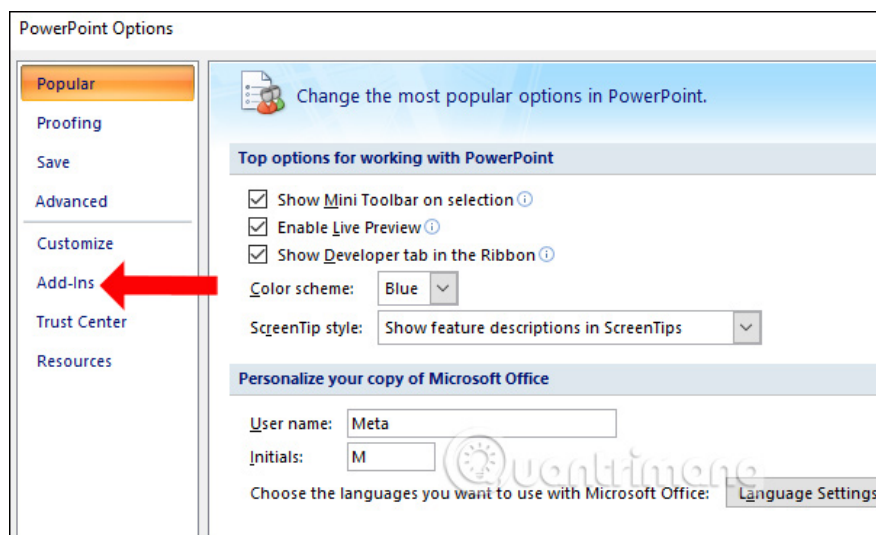 PowerPoint Options
Popular
Proofing
Save
Advanced
Customize
Add-Ins
Trust Center
Resources
Change the most popular options in PowerPoint.
Top options for working with PowerPoint
Show Mini Toolbar on selection
Enable Live Preview
Show Developer tab in the Ribbon
Color scheme: Blue
ScreenTip style: Show feature descriptions in ScreenTips
Personalize your copy of Microsoft Office
User name: Meta
Initials: M
Quantrimang
Choose the languages you want to use with Microsoft Office: Language Settings